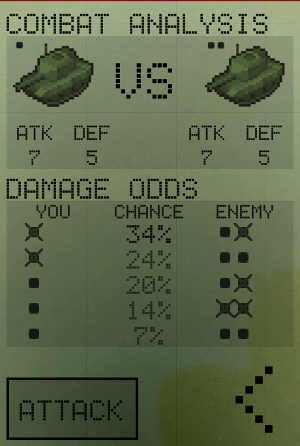 COMBAT ANALYSIS
VS
ATK DEF ATK DEF
7 5 7 5
DAMAGE ODDS
YOU CHANCE ENEMY
34%
24%
20%
14%
7%
ATTACK